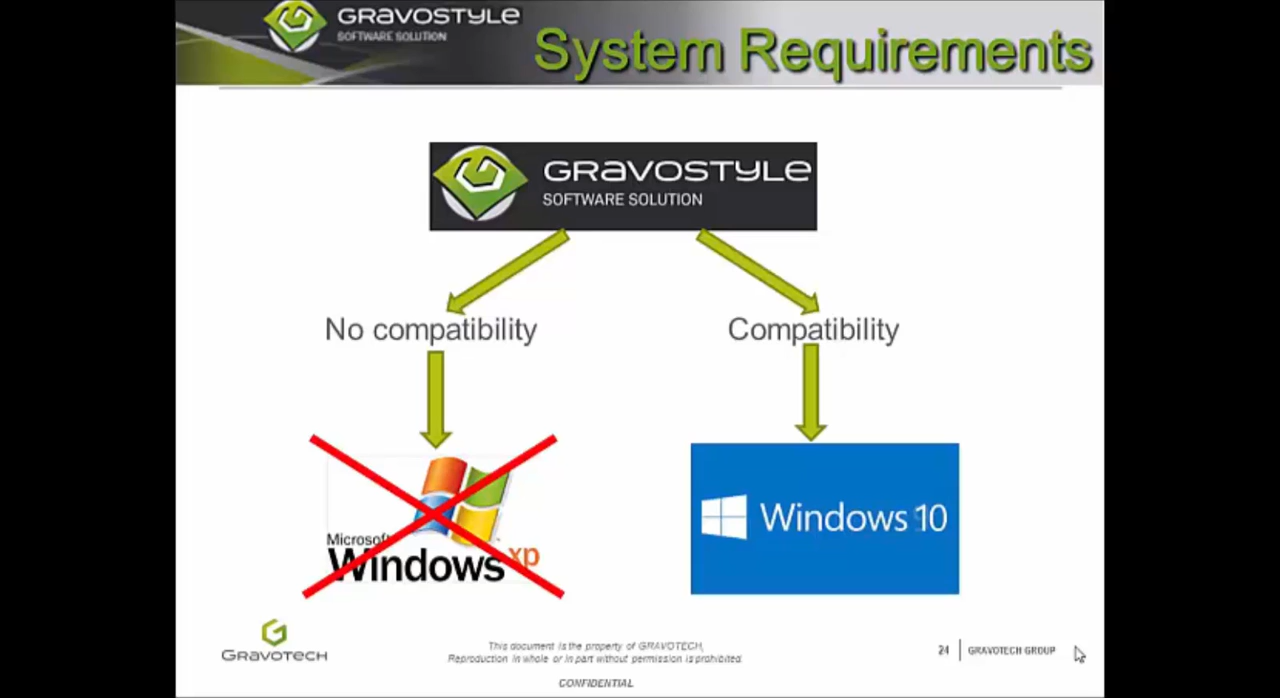 GRAVOSTYLE
SOFTWARE SOLUTION
System Requirements
GRAVOSTYLE
SOFTWARE SOLUTION
No compatibility
Compatibility
Microsoft
Windows xp
Windows 10
GRAVOTECH
This document is the property of GRAVOTECH,
Reproduction in whole or in part without permission is prohibited.
CONFIDENTIAL
24
GRAVOTECH GROUP